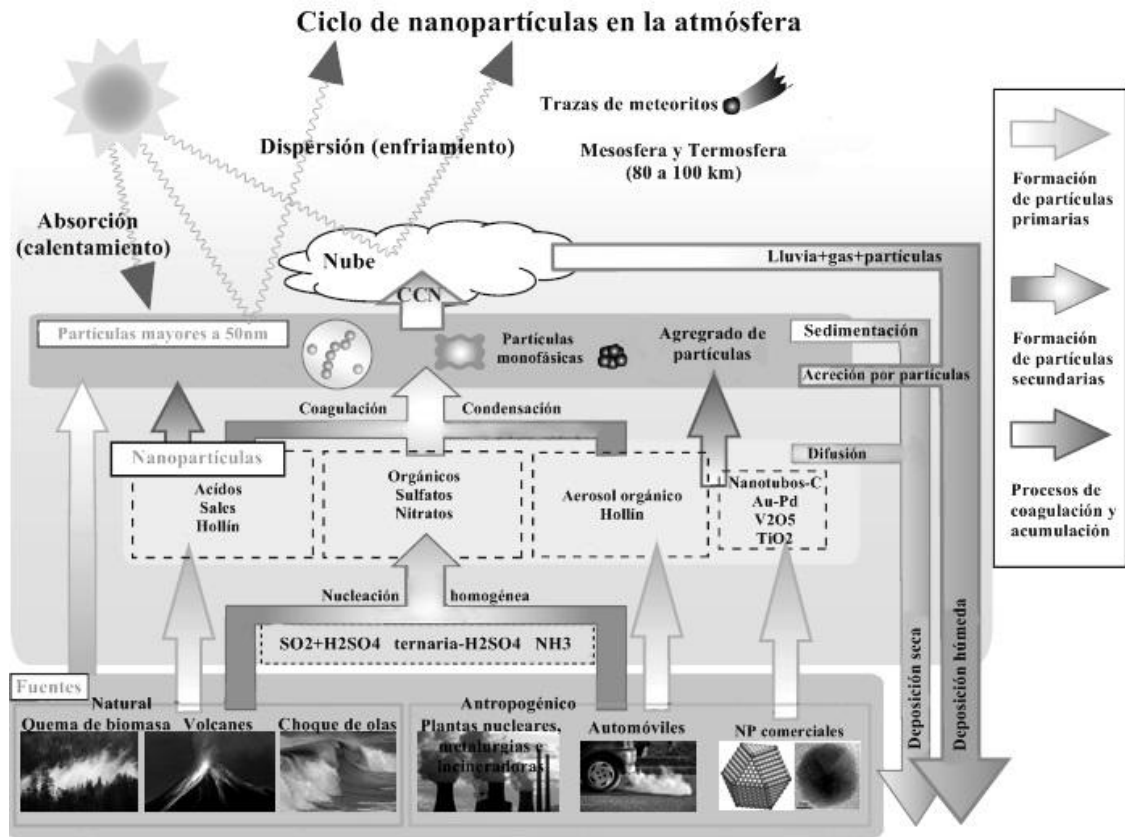 Ciclo de nanopartículas en la atmósfera
Trazas de meteoritos
Dispersión (enfriamiento)
Mesosfera y Termosfera
(80 a 100 km)
Absorción
(calentamiento)
Nube
CCN
Lluvia+gas+partículas
Partículas mayores a 50nm
Partículas
monofásicas
Agregrado de
partículas
Sedimentación
Acreción por partículas
Coagulación
Condensación
Nanopartículas
Difusión
Acídos
Sales
Hollín
Orgánicos
Sulfatos
Nitratos
Aerosol orgánico
Hollín
Nanotubos-C
Au-Pd
V2O5
TiO2
Nucleación
homogénea
SO2+H2SO4 ternaria-H2SO4 NH3
Fuentes
Natural
Quema de biomasa
Volcanes
Choque de olas
Antropogénico
Plantas nucleares,
metalurgias e
incineradoras
Automóviles
NP comerciales
Deposición seca
Deposición húmeda
Formación
de partículas
primarias
Formación
de partículas
secundarias
Procesos de
coagulación y
acumulación